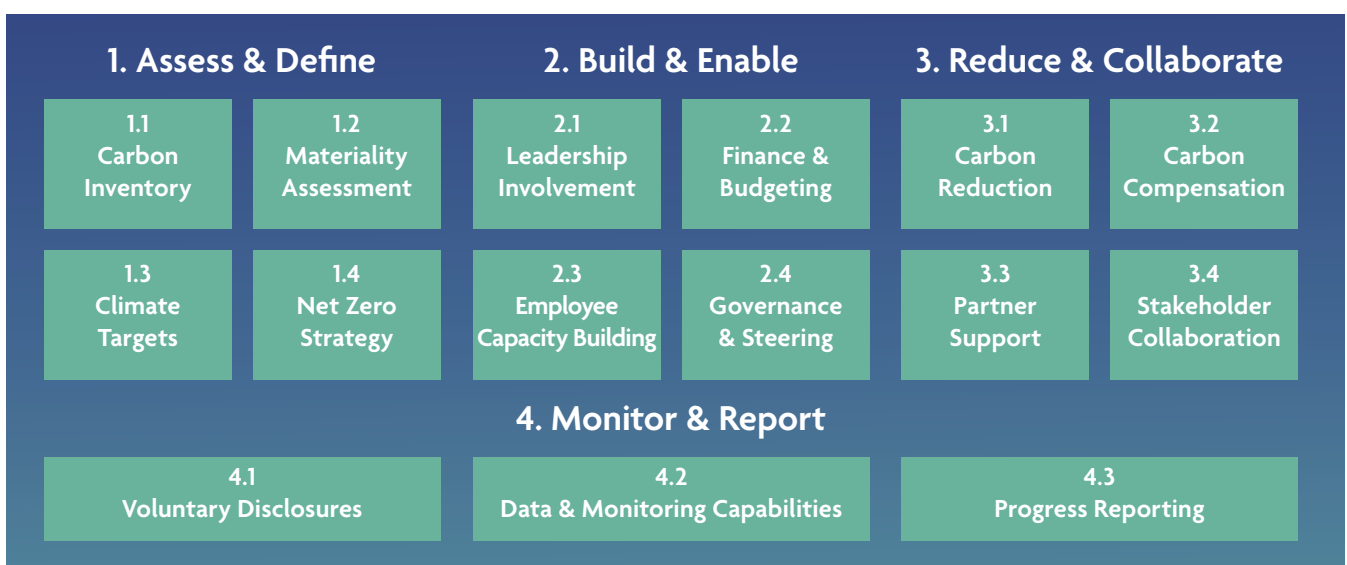 1. Assess & Define
1.1
Carbon
Inventory
1.2
Materiality
Assessment
1.3
Climate
Targets
1.4
Net Zero
Strategy
2. Build & Enable
2.1
Leadership
Involvement
2.2
Finance &
Budgeting
2.3
Employee
Capacity Building
2.4
Governance
& Steering
3. Reduce & Collaborate
3.1
Carbon
Reduction
3.2
Carbon
Compensation
3.3
Partner
Support
3.4
Stakeholder
Collaboration
4. Monitor & Report
4.1
Voluntary Disclosures
4.2
Data & Monitoring Capabilities
4.3
Progress Reporting